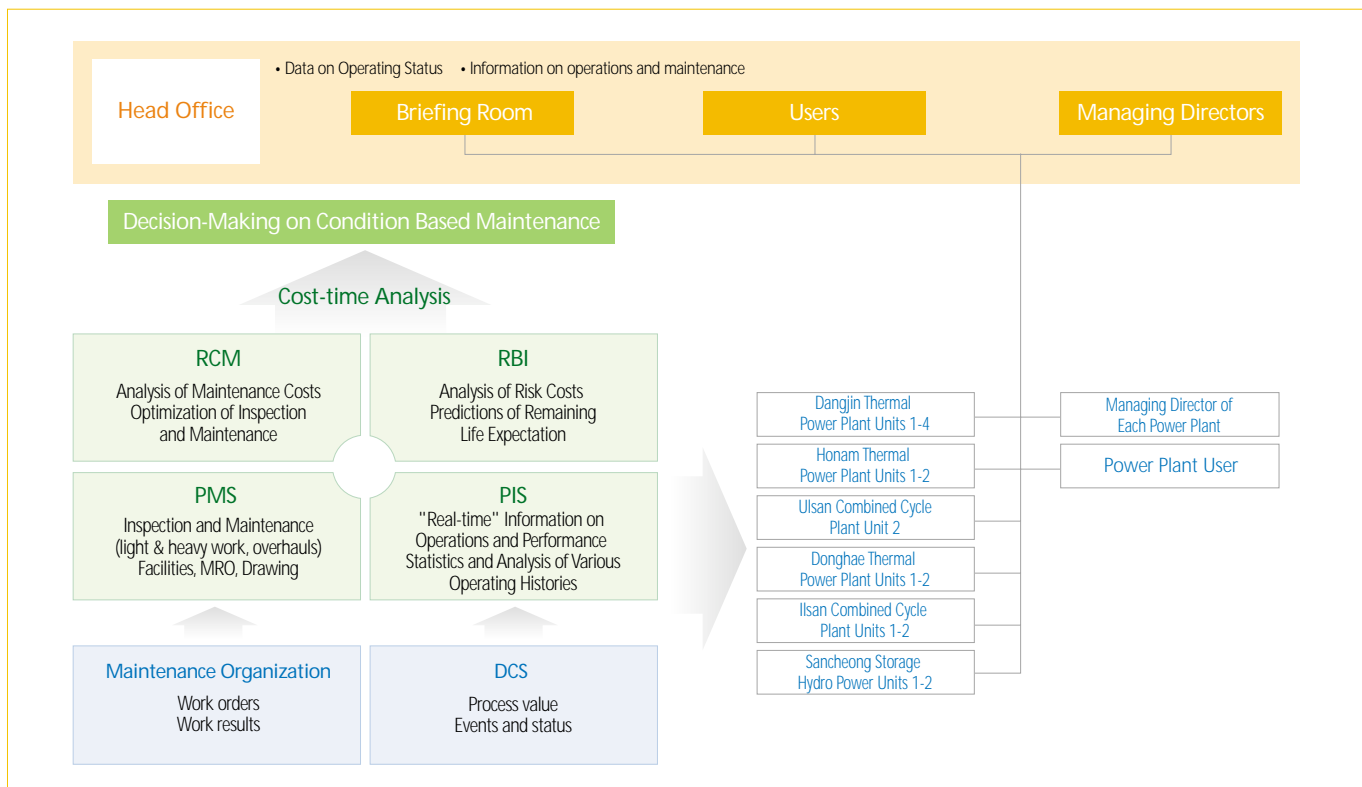 • Data on Operating Status • Information on operations and maintenance
Head Office
Briefing Room
Users
Managing Directors
Decision-Making on Condition Based Maintenance
Cost-time Analysis
RCM
Analysis of Maintenance Costs
Optimization of Inspection
and Maintenance
RBI
Analysis of Risk Costs
Predictions of Remaining
Life Expectation
PMS
Inspection and Maintenance
(light & heavy work, overhauls)
Facilities, MRO, Drawing
PIS
"Real-time" Information on
Operations and Performance
Statistics and Analysis of Various
Operating Histories
Maintenance Organization
Work orders
Work results
DCS
Process value
Events and status
Dangjin Thermal
Power Plant Units 1-4
Honam Thermal
Power Plant Units 1-2
Ulsan Combined Cycle
Plant Unit 2
Donghae Thermal
Power Plant Units 1-2
Ilsan Combined Cycle
Plant Units 1-2
Sancheong Storage
Hydro Power Units 1-2
Managing Director of
Each Power Plant
Power Plant User